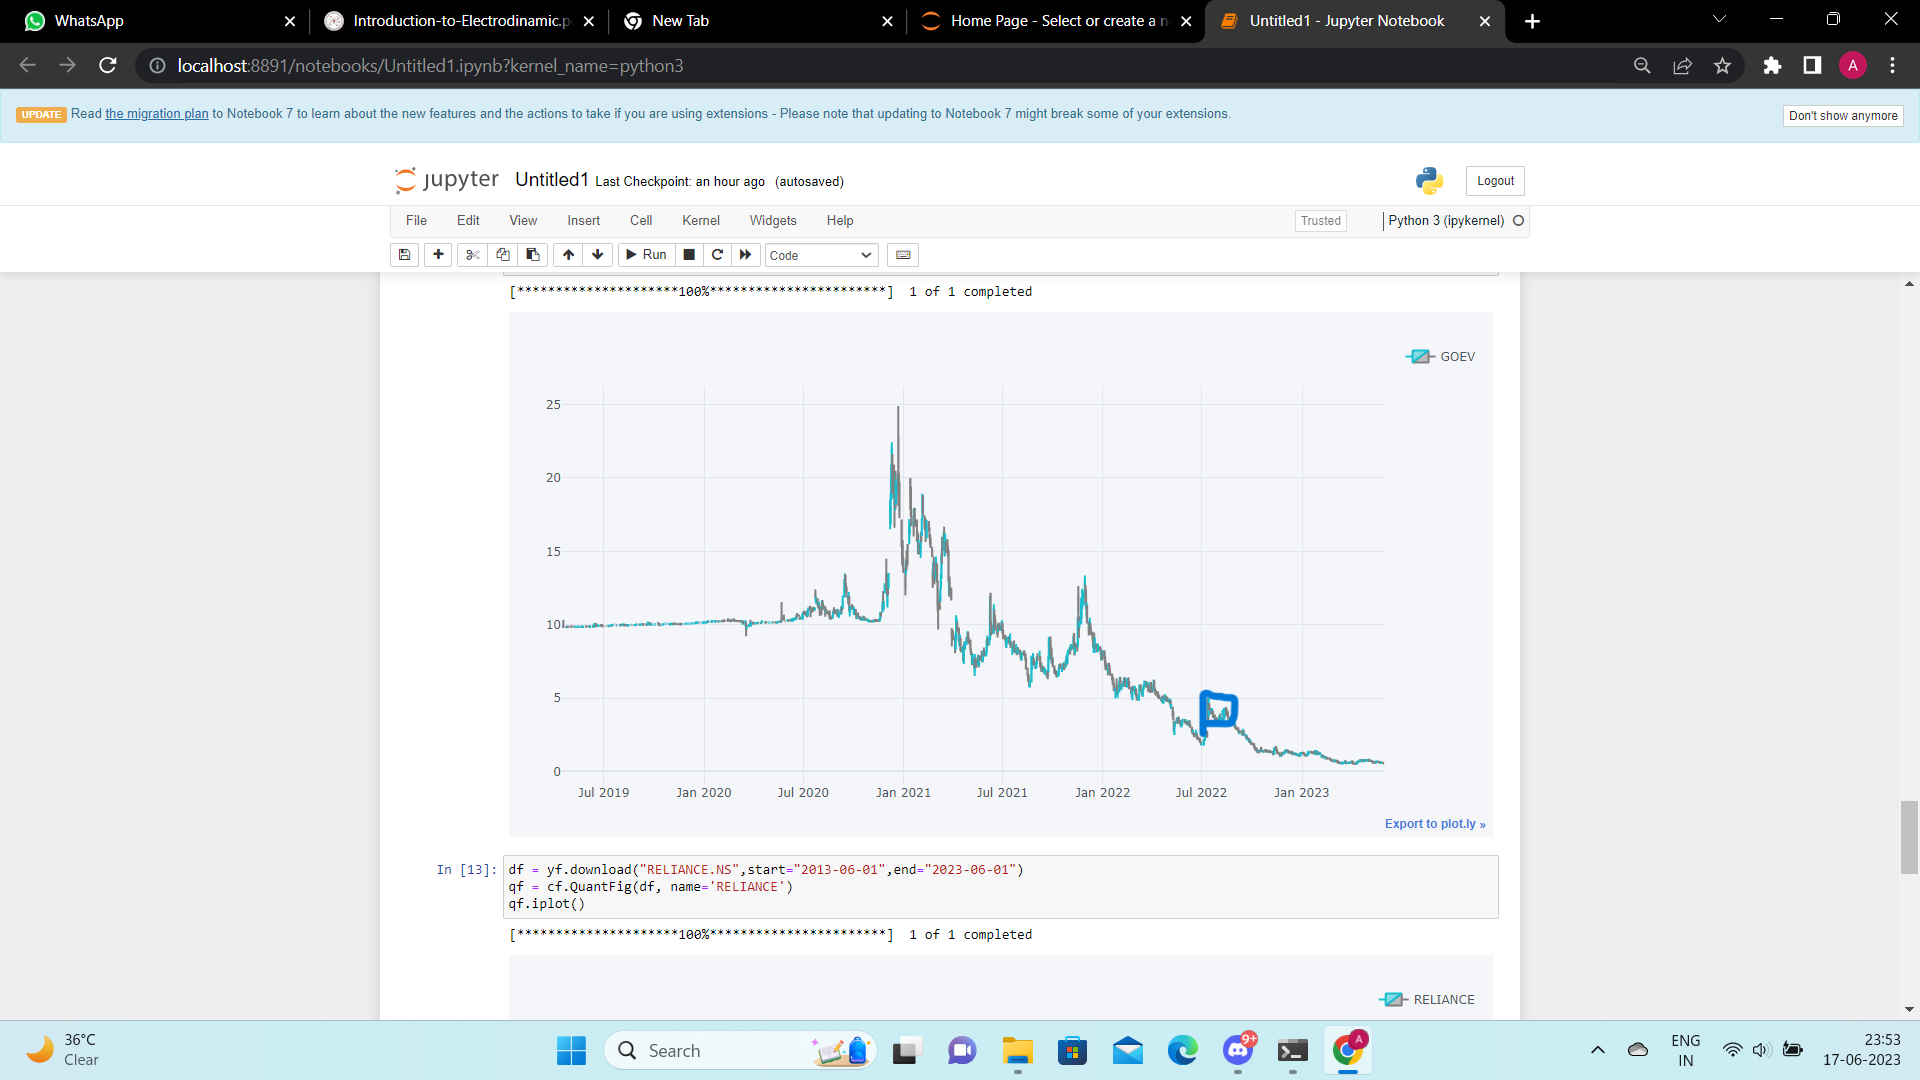 WhatsApp
Introduction-to-Electrodinamic.p
New Tab
Home Page - Select or create a n
Untitled1 - Jupyter Notebook
localhost:8891/notebooks/Untitled1.ipynb?kernel_name=python3
A
UPDATE Read the migration plan to Notebook 7 to learn about the new features and the actions to take if you are using extensions - Please note that updating to Notebook 7 might break some of your extensions.
Don't show anymore
jupyter Untitled1 Last Checkpoint: an hour ago (autosaved)
Logout
File Edit View Insert Cell Kernel Widgets Help
Trusted
Python 3 (ipykernel)
Run
Code
[*********************100%***********************] 1 of 1 completed
GOEV
25
20
15
10
5
0
Jul 2019 Jan 2020 Jul 2020 Jan 2021 Jul 2021 Jan 2022 Jul 2022 Jan 2023
Export to plot.ly »
In [13]: df = yf.download("RELIANCE.NS",start="2013-06-01",end="2023-06-01")
qf = cf.QuantFig(df, name='RELIANCE')
qf.iplot()
[*********************100%***********************] 1 of 1 completed
RELIANCE
36°C
Clear
Search
9+
A
ENG
IN
23:53
17-06-2023